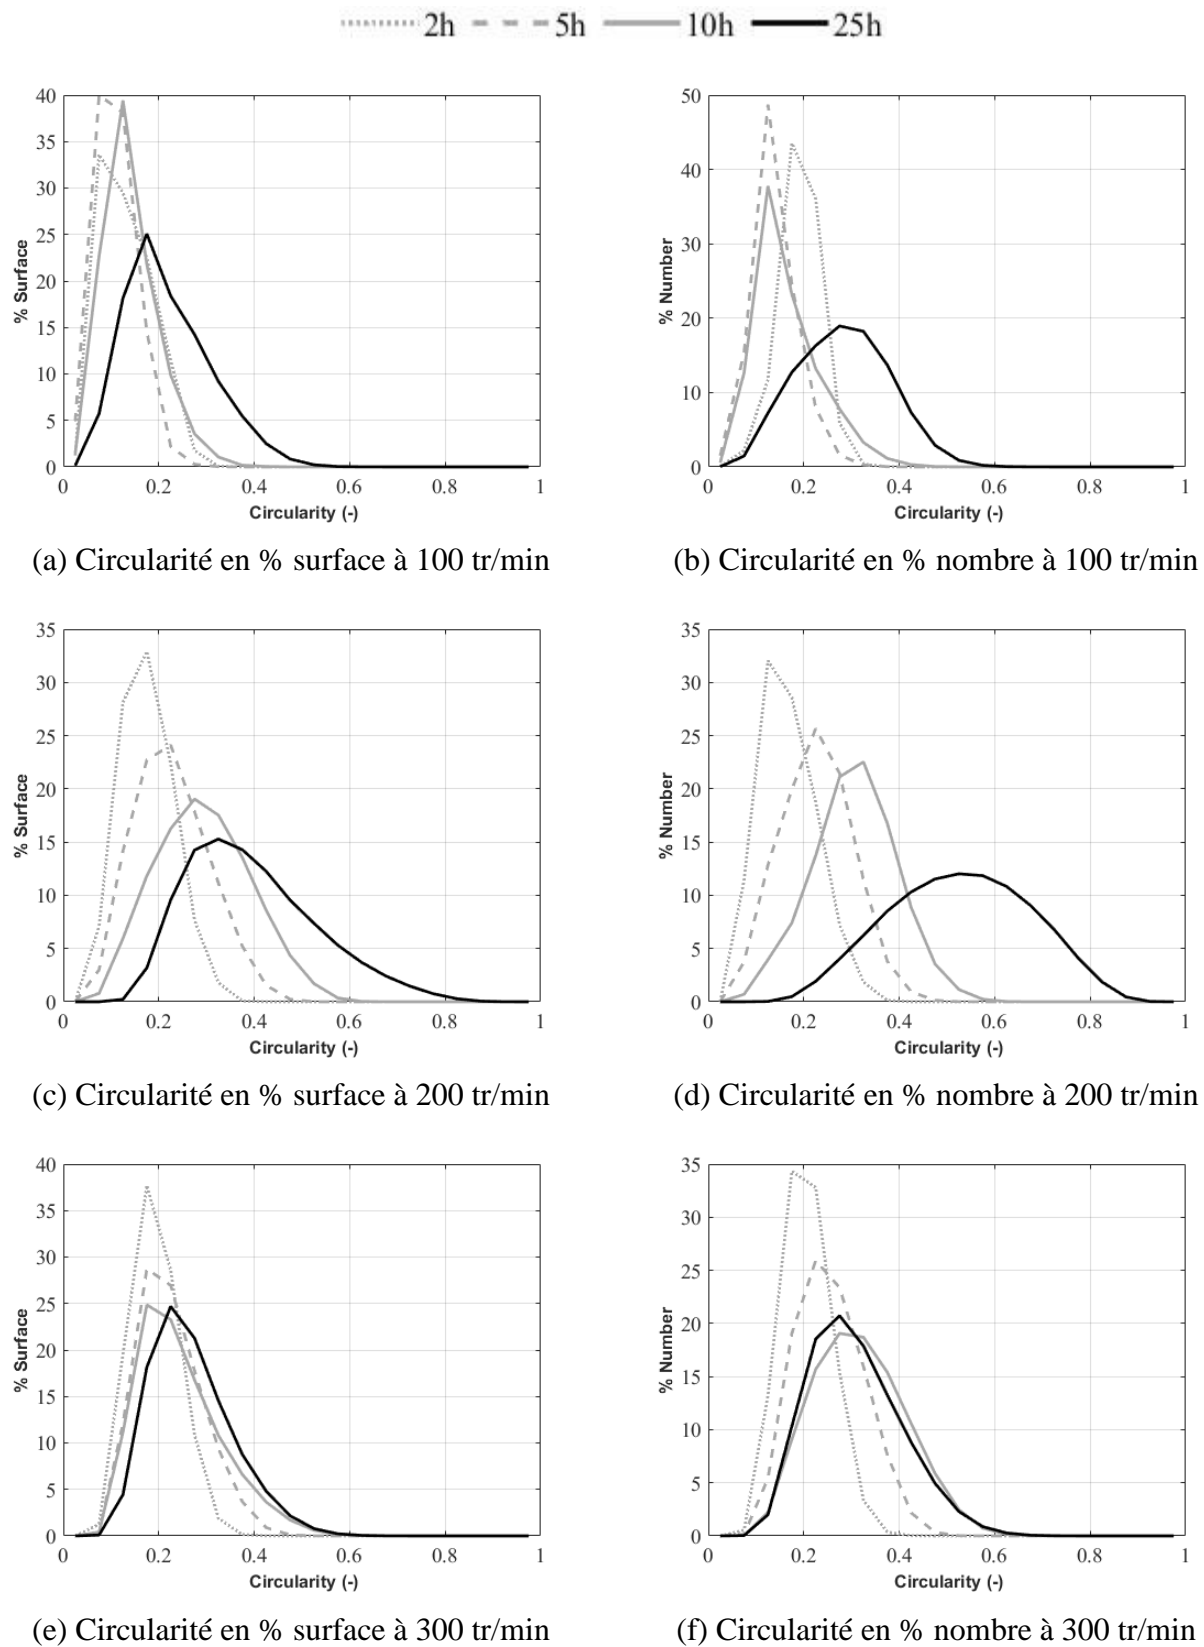 2h 5h 10h 25h
40
35
30
25
20
15
10
5
0
% Surface
0 0.2 0.4 0.6 0.8 1
Circularity (-)
(a) Circularité en % surface à 100 tr/min
50
40
30
20
10
0
% Number
0 0.2 0.4 0.6 0.8 1
Circularity (-)
(b) Circularité en % nombre à 100 tr/min
35
30
25
20
15
10
5
0
% Surface
0 0.2 0.4 0.6 0.8 1
Circularity (-)
(c) Circularité en % surface à 200 tr/min
35
30
25
20
15
10
5
0
% Number
0 0.2 0.4 0.6 0.8 1
Circularity (-)
(d) Circularité en % nombre à 200 tr/min
40
35
30
25
20
15
10
5
0
% Surface
0 0.2 0.4 0.6 0.8 1
Circularity (-)
(e) Circularité en % surface à 300 tr/min
35
30
25
20
15
10
5
0
% Number
0 0.2 0.4 0.6 0.8 1
Circularity (-)
(f) Circularité en % nombre à 300 tr/min